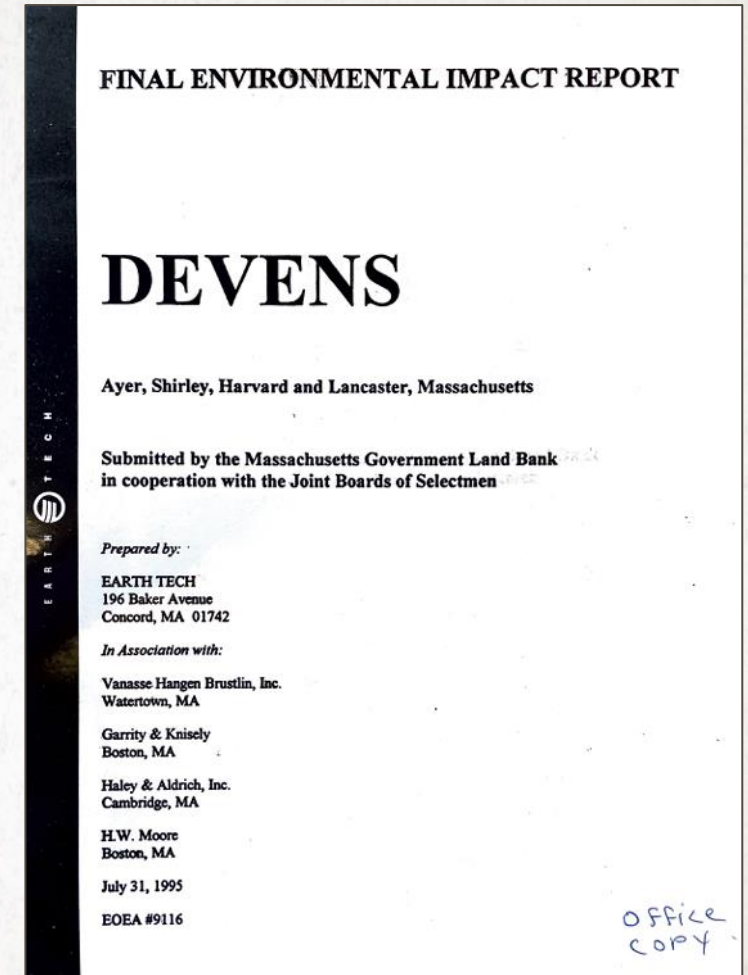 FINAL ENVIRONMENTAL IMPACT REPORT
DEVENS
Ayer, Shirley, Harvard and Lancaster, Massachusetts
Submitted by the Massachusetts Government Land Bank
in cooperation with the Joint Boards of Selectmen
Prepared by:
EARTH TECH
196 Baker Avenue
Concord, MA 01742
In Association with:
Vanasse Hangen Brustlin, Inc.
Watertown, MA
Garrity & Knisely
Boston, MA
Haley & Aldrich, Inc.
Cambridge, MA
H.W. Moore
Boston, MA
July 31, 1995
EOEA #9116
OFFice
COPY
EARTH TECH